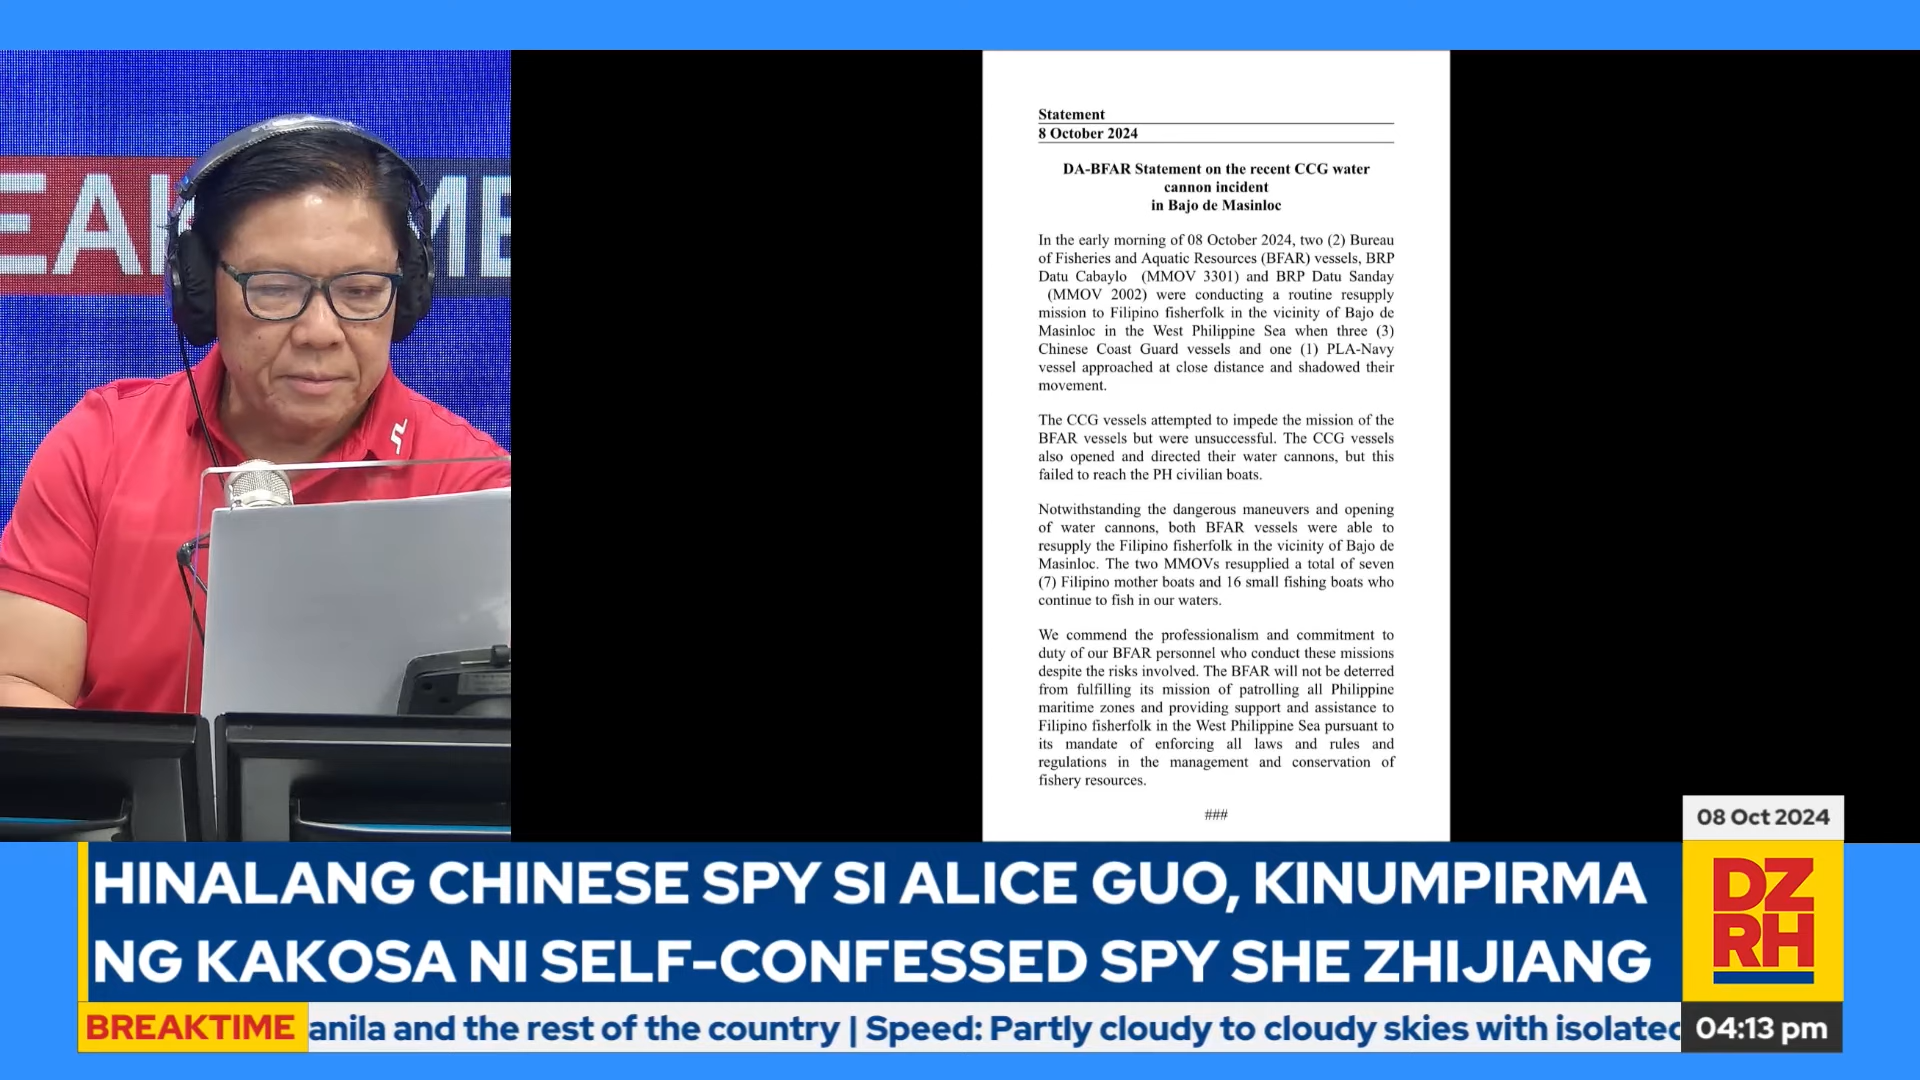 EAK
ME
Statement
8 October 2024
DA-BFAR Statement on the recent CCG water
cannon incident
in Bajo de Masinloc
In the early morning of 08 October 2024, two (2) Bureau
of Fisheries and Aquatic Resources (BFAR) vessels, BRP
Datu Cabaylo (MMOV 3301) and BRP Datu Sanday
(MMOV 2002) were conducting a routine resupply
mission to Filipino fisherfolk in the vicinity of Bajo de
Masinloc in the West Philippine Sea when three (3)
Chinese Coast Guard vessels and one (1) PLA-Navy
vessel approached at close distance and shadowed their
movement.
The CCG vessels attempted to impede the mission of the
BFAR vessels but were unsuccessful. The CCG vessels
also opened and directed their water cannons, but this
failed to reach the PH civilian boats.
Notwithstanding the dangerous maneuvers and opening
of water cannons, both BFAR vessels were able to
resupply the Filipino fisherfolk in the vicinity of Bajo de
Masinloc. The two MMOVs resupplied a total of seven
(7) Filipino mother boats and 16 small fishing boats who
continue to fish in our waters.
We commend the professionalism and commitment to
duty of our BFAR personnel who conduct these missions
despite the risks involved. The BFAR will not be deterred
from fulfilling its mission of patrolling all Philippine
maritime zones and providing support and assistance to
Filipino fisherfolk in the West Philippine Sea pursuant to
its mandate of enforcing all laws and rules and
regulations in the management and conservation of
fishery resources.
###
08 Oct 2024
HINALANG CHINESE SPY SI ALICE GUO, KINUMPIRMA
NG KAKOSA NI SELF-CONFESSED SPY SHE ZHIJIANG
DZ
RH
BREAKTIME
anila and the rest of the country | Speed: Partly cloudy to cloudy skies with isolated
04:13 pm